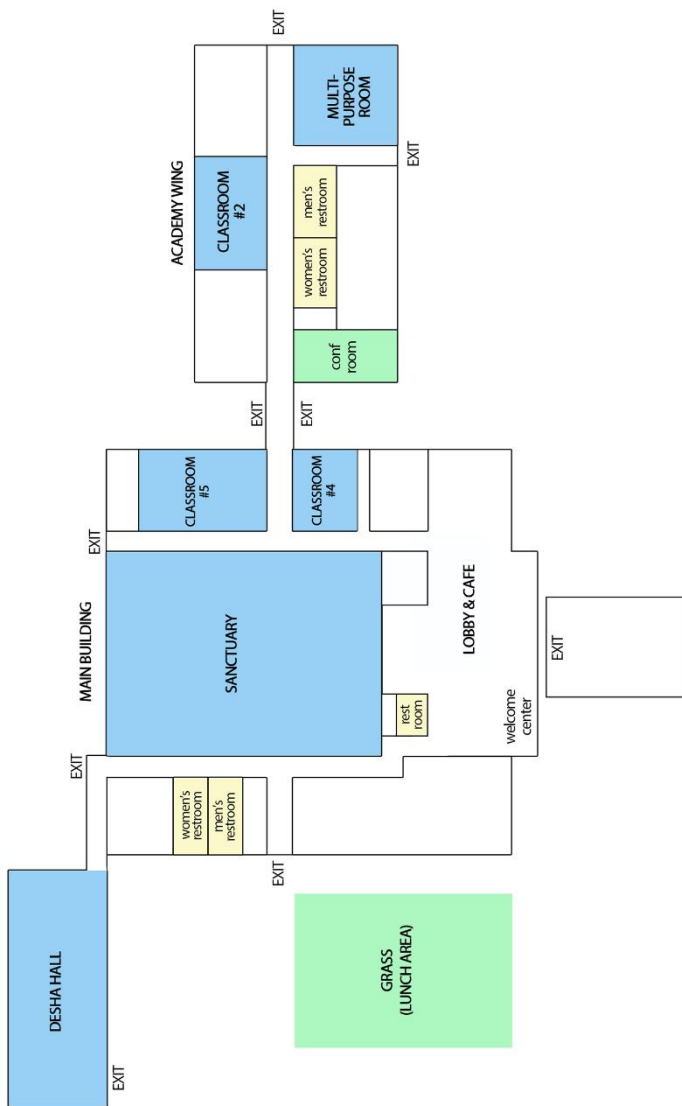 EXIT
MULTI-
PURPOSE
ROOM
EXIT
ACADEMY WING
CLASSROOM
#2
men's
restroom
women's
restroom
conf
room
EXIT
EXIT
CLASSROOM
#5
CLASSROOM
#4
EXIT
MAIN BUILDING
SANCTUARY
LOBBY & CAFE
EXIT
rest
room
welcome
center
EXIT
women's
restroom
men's
restroom
EXIT
DESHA HALL
EXIT
GRASS
(LUNCH AREA)